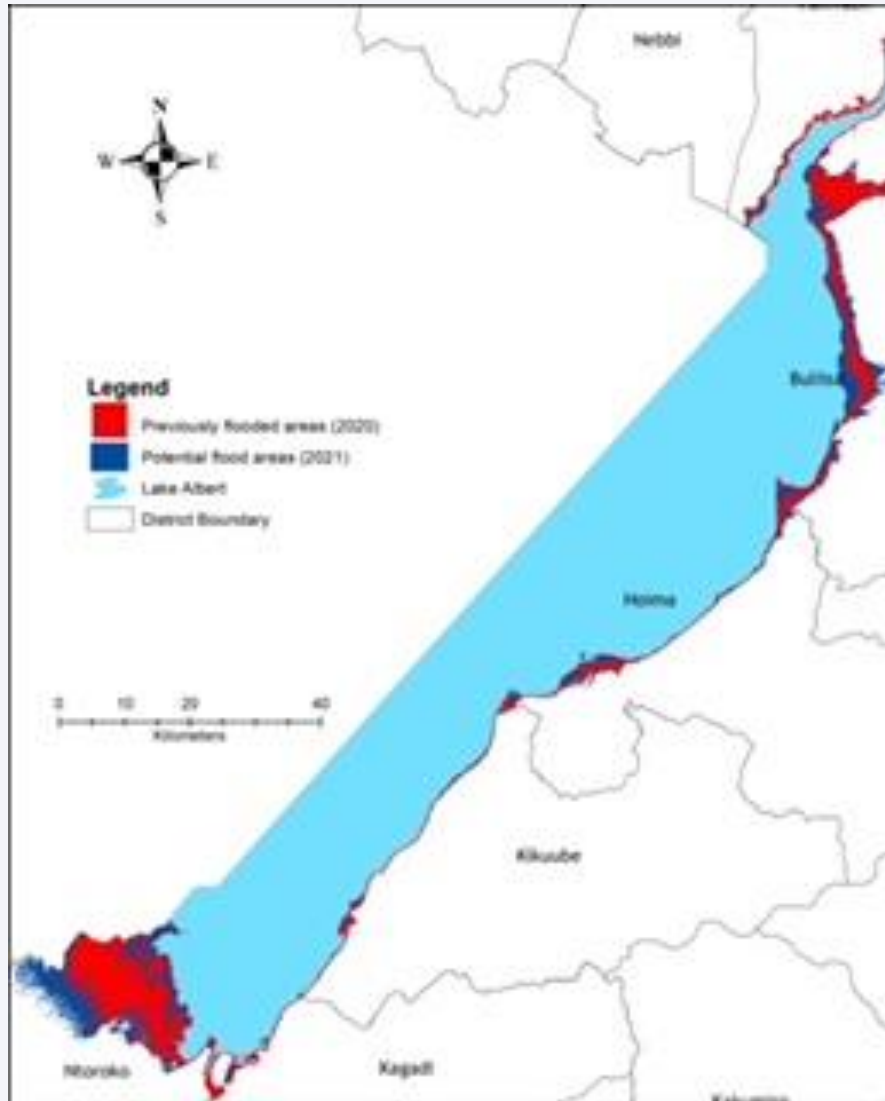 Nebbi
N
W E
S
Legend
Previously flooded areas (2020)
Potential flood areas (2021)
Lake Albert
District Boundary
Buliisa
Hoima
0 10 20 40
Kilometers
Kikuube
Ntoroko
Kagadi